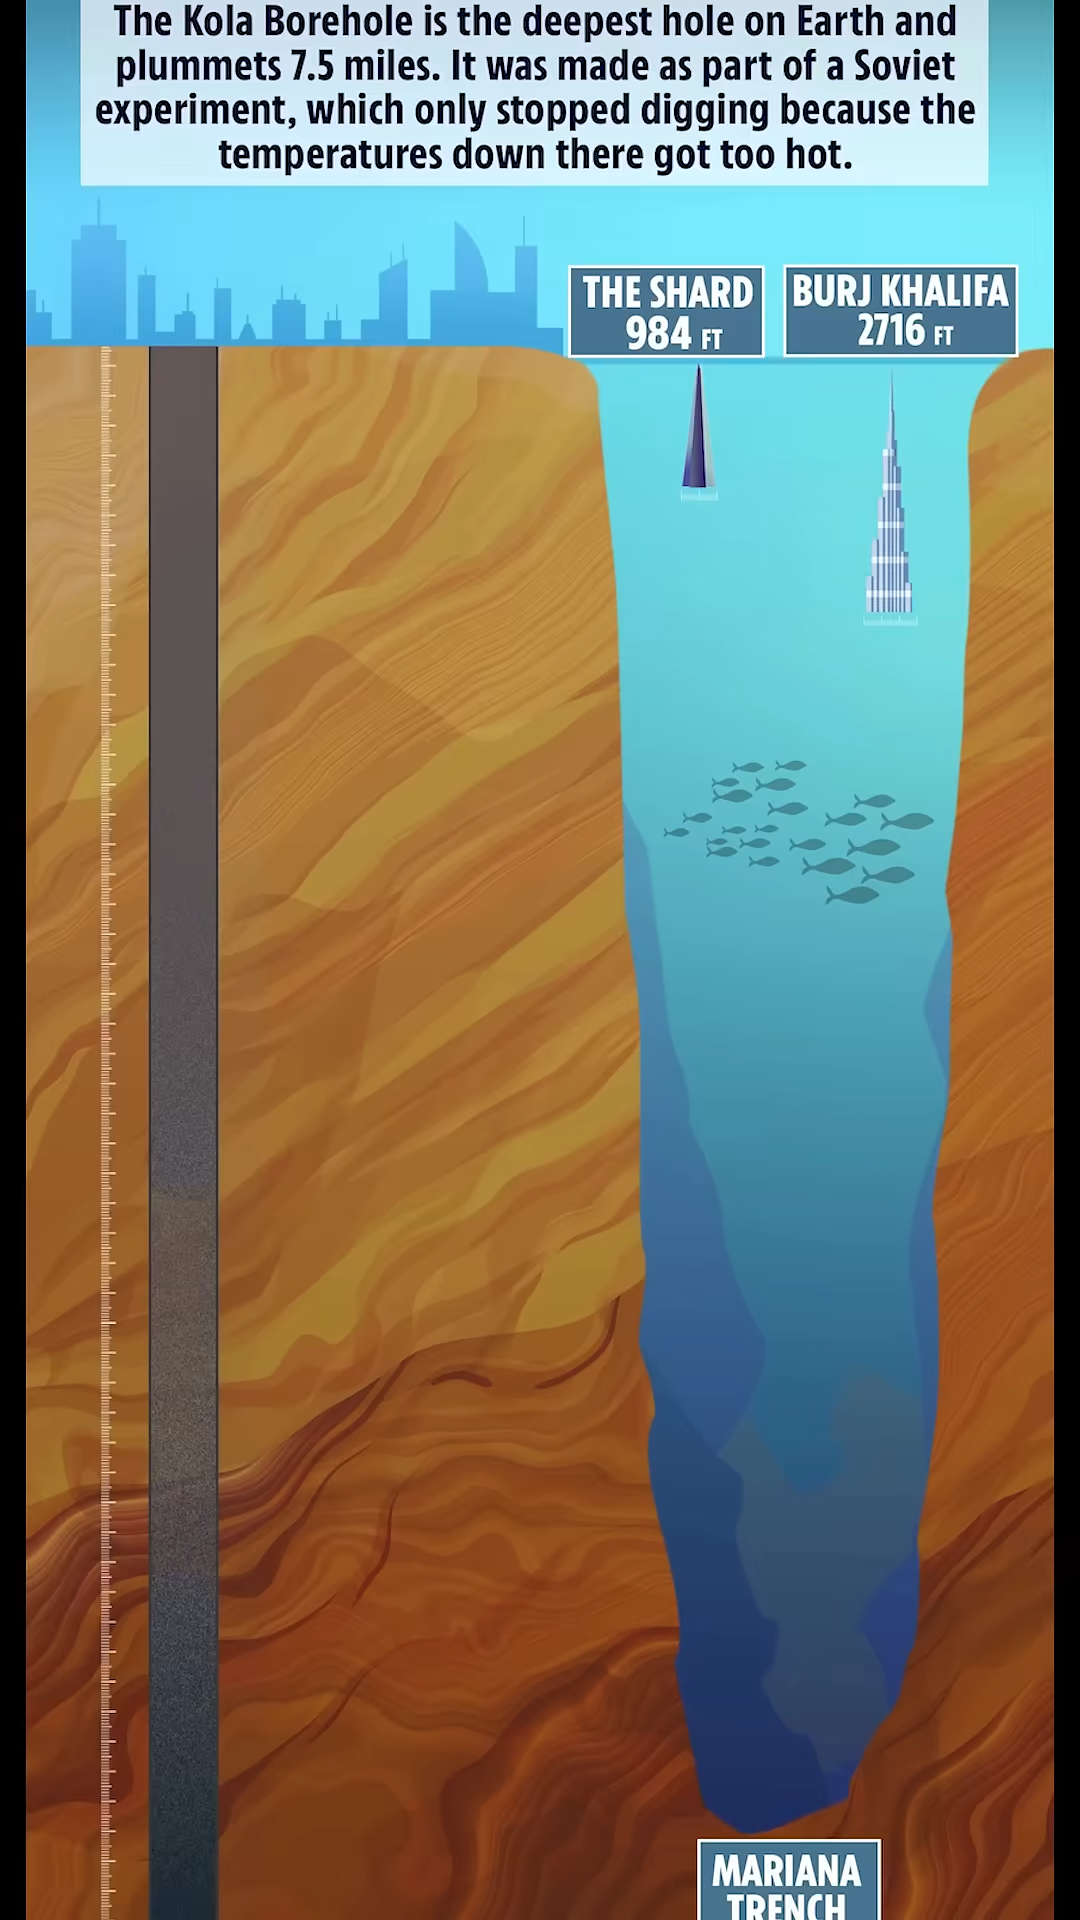 The Kola Borehole is the deepest hole on Earth and
plummets 7.5 miles. It was made as part of a Soviet
experiment, which only stopped digging because the
temperatures down there got too hot.
THE SHARD
984 FT
BURJ KHALIFA
2716 FT
MARIANA
TRENCH